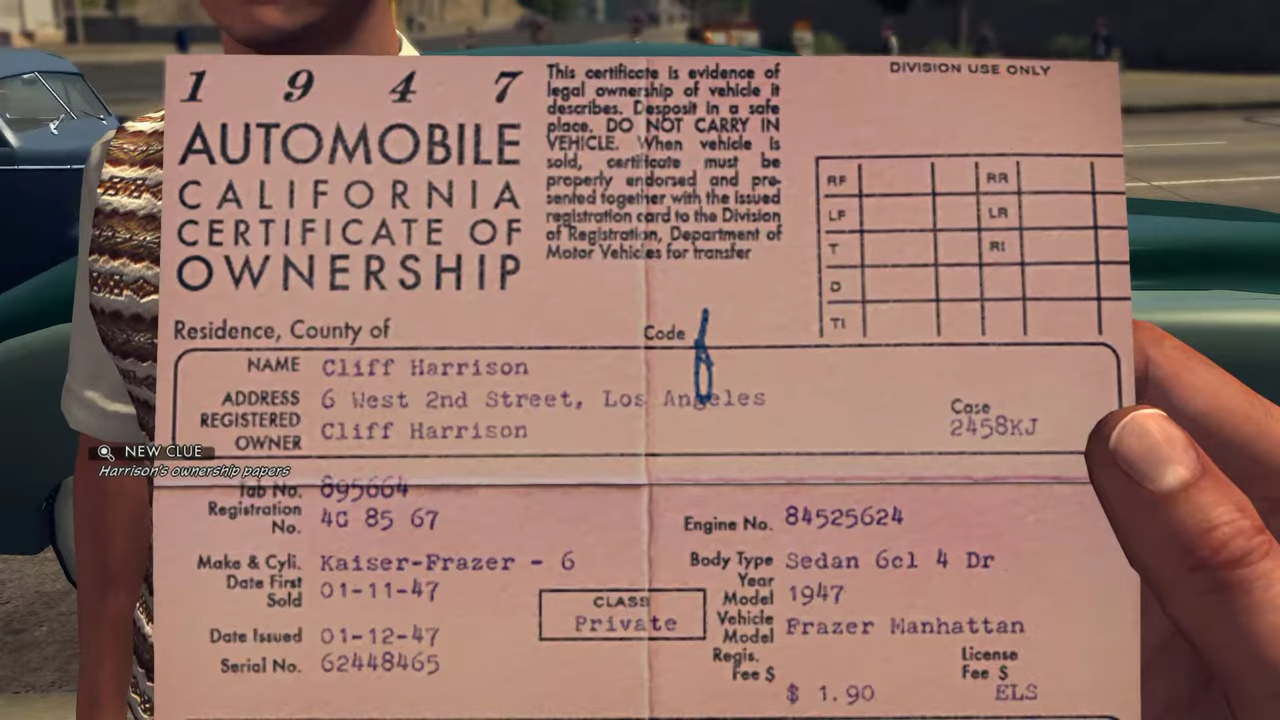 1 9 4 7
AUTOMOBILE
CALIFORNIA
CERTIFICATE OF
OWNERSHIP
This certificate is evidence of
legal ownership of vehicle it
describes. Desposit in a safe
place. DO NOT CARRY IN
VEHICLE. When vehicle is
sold, certificate must be
properly endorsed and pre-
sented together with the issued
registration card to the Division
of Registration, Department of
Motor Vehicles for transfer
DIVISION USE ONLY
RF RR
LF LR
T RI
D
TI
Residence, County of
Code
NAME Cliff Harrison
ADDRESS 6 West 2nd Street, Los Angeles
REGISTERED OWNER Cliff Harrison
Case
2458KJ
NEW CLUE
Harrison's ownership papers
Tab No. 895664
Registration No. 4G 85 67
Engine No. 84525624
Make & Cyli. Kaiser-Frazer - 6
Body Type Sedan 6cl 4 Dr
Date First Sold 01-11-47
Year Model 1947
CLASS
Private
Date Issued 01-12-47
Vehicle Model Frazer Manhattan
Serial No. 62448465
Regis. Fee $
$ 1.90
License Fee $
ELS